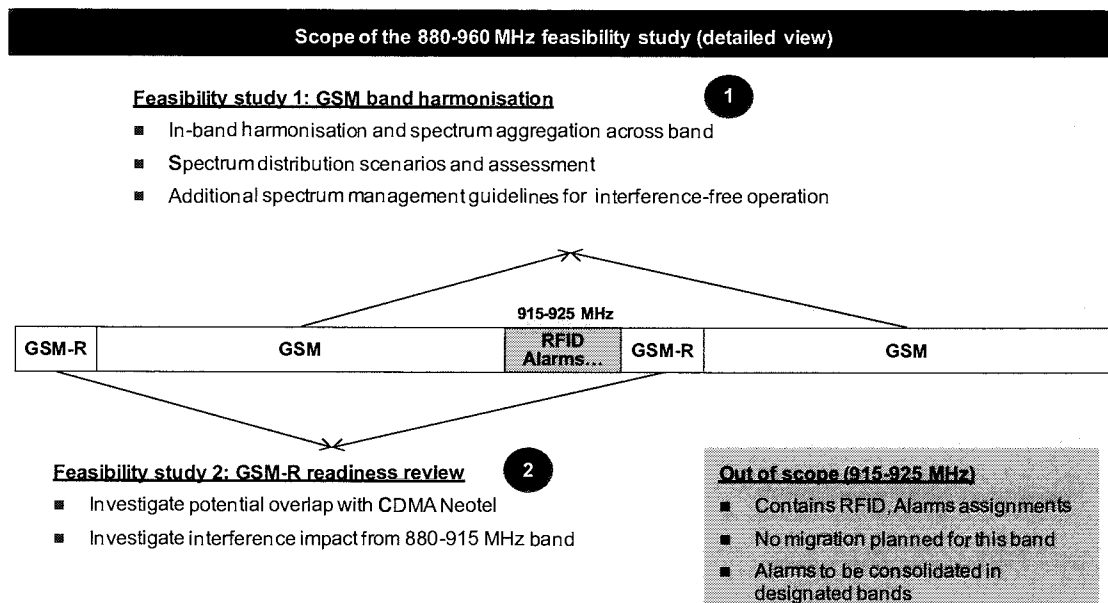 Scope of the 880-960 MHz feasibility study (detailed view)
Feasibility study 1: GSM band harmonisation
1
■ In-band harmonisation and spectrum aggregation across band
■ Spectrum distribution scenarios and assessment
■ Additional spectrum management guidelines for interference-free operation
915-925 MHz
GSM-R
GSM
RFID
Alarms...
GSM-R
GSM
Feasibility study 2: GSM-R readiness review
2
■ Investigate potential overlap with CDMA Neotel
■ Investigate interference impact from 880-915 MHz band
Out of scope (915-925 MHz)
■ Contains RFID, Alarms assignments
■ No migration planned for this band
■ Alarms to be consolidated in
designated bands